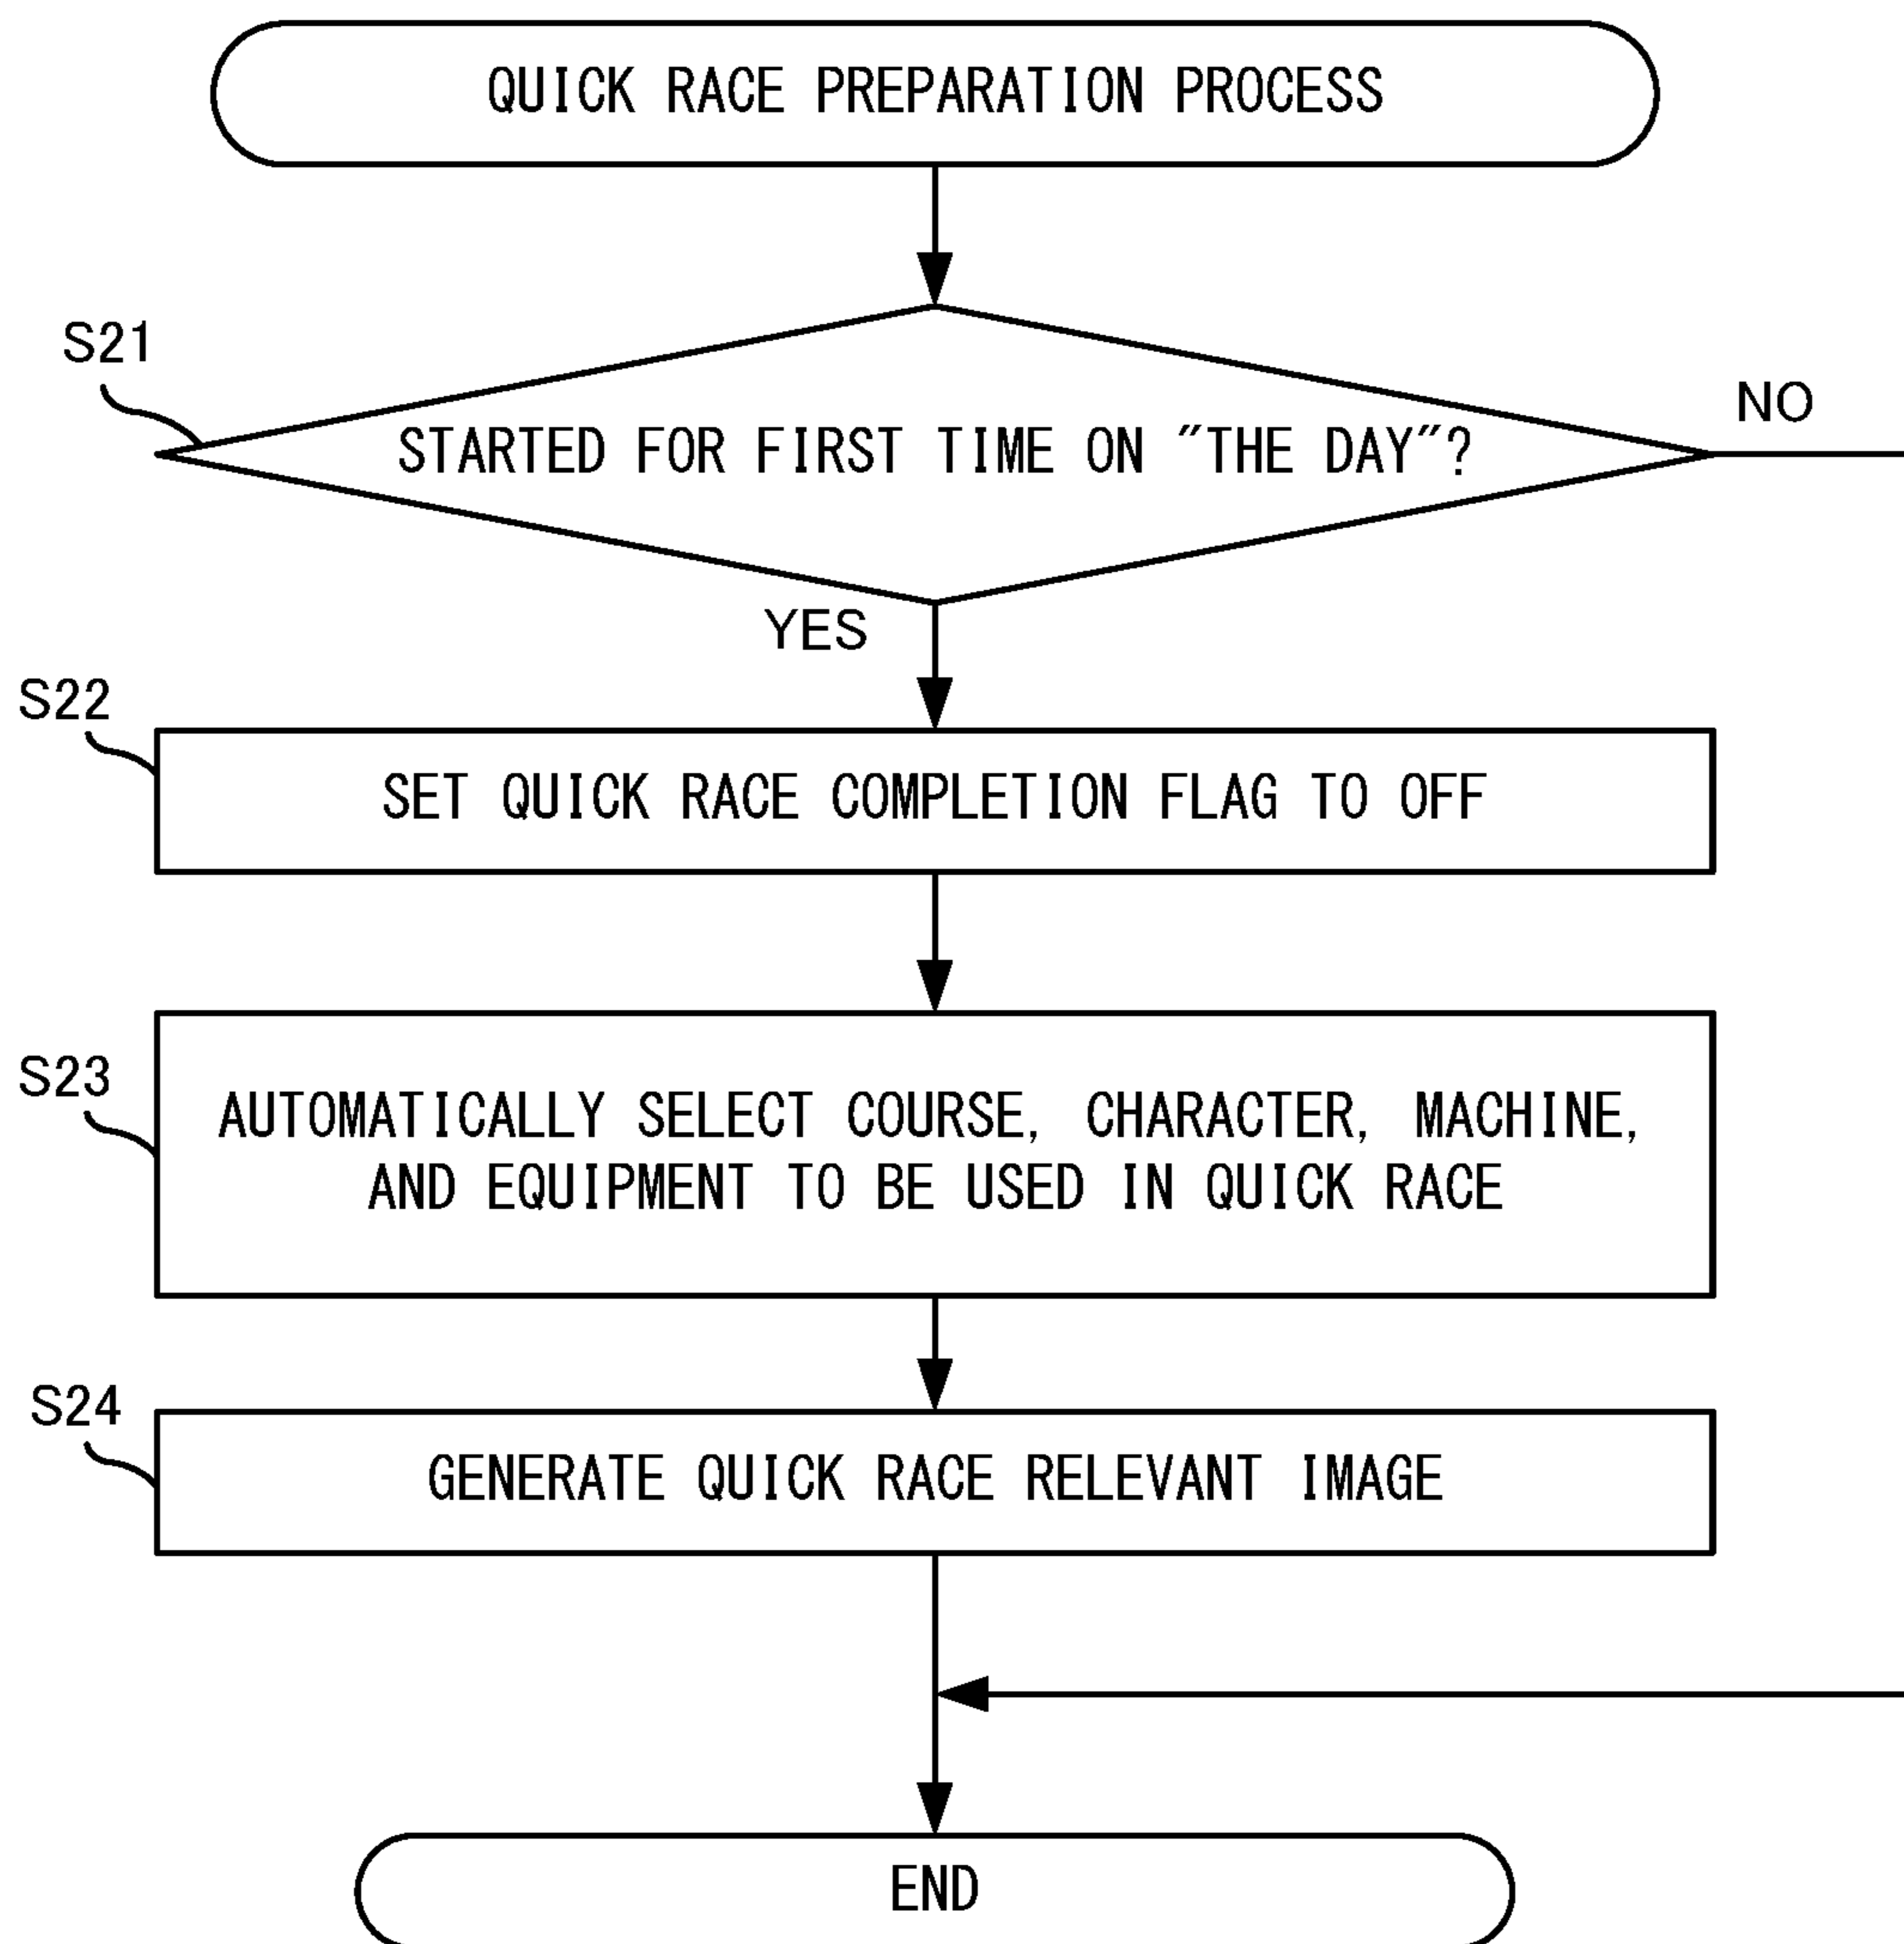 QUICK RACE PREPARATION PROCESS
S21
NO
STARTED FOR FIRST TIME ON "THE DAY"?
YES
S22
SET QUICK RACE COMPLETION FLAG TO OFF
S23
AUTOMATICALLY SELECT COURSE, CHARACTER, MACHINE,
AND EQUIPMENT TO BE USED IN QUICK RACE
S24
GENERATE QUICK RACE RELEVANT IMAGE
END